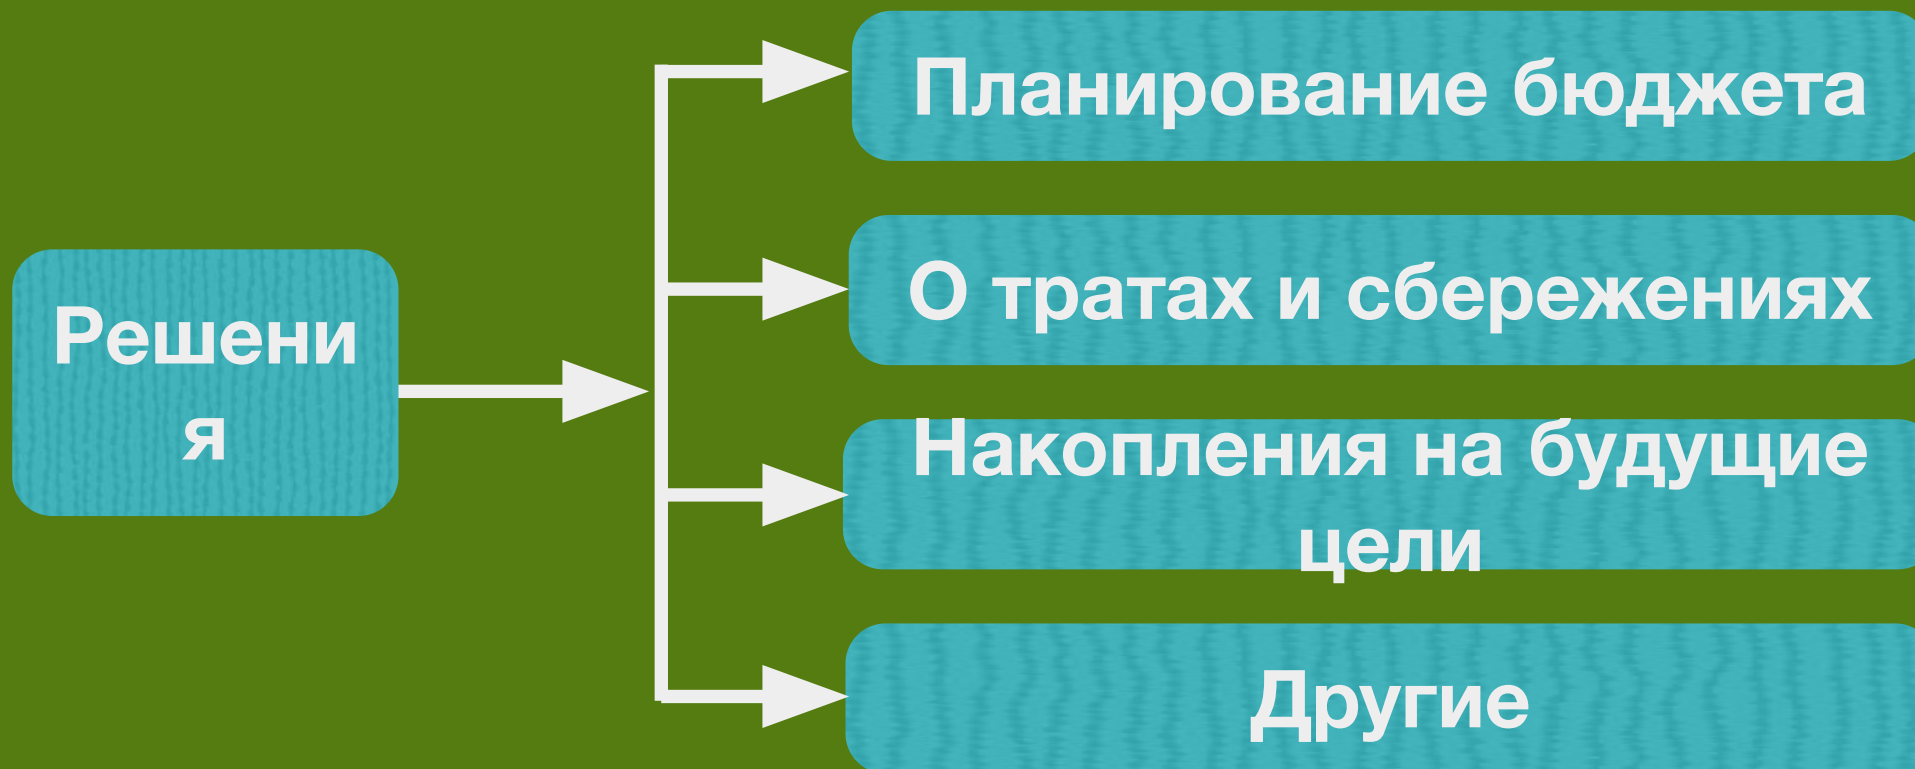 Планирование бюджета
О тратах и сбережениях
Решени
я
Накопления на будущие
цели
Другие